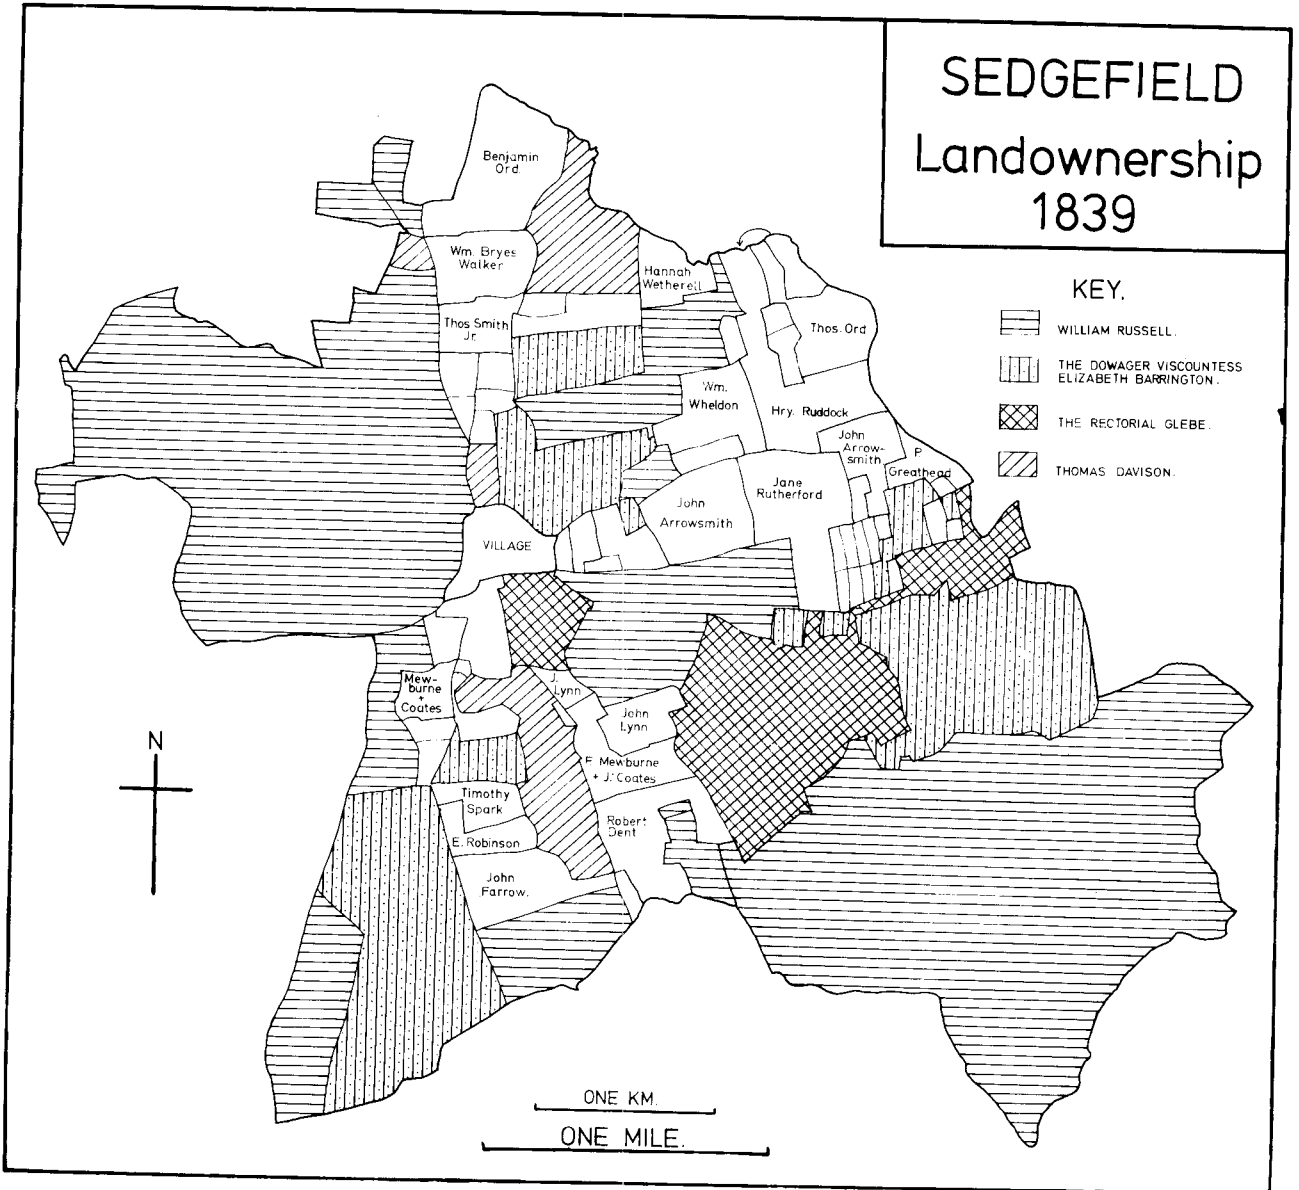 SEDGEFIELD
Landownership
1839
KEY.
WILLIAM RUSSELL.
THE DOWAGER VISCOUNTESS
ELIZABETH BARRINGTON.
THE RECTORIAL GLEBE.
THOMAS DAVISON.
Benjamin
Ord.
Wm. Bryes
Walker
Hannah
Wetherell
Thos Smith
Jr.
Thos. Ord
Wm.
Wheldon
Hry. Ruddock
John
Arrow-
smith
P.
Greathead
Jane
Rutherford
John
Arrowsmith
VILLAGE
Mew-
burne
+
Coates
J.
Lynn
John
Lynn
F. Mewburne
+ J. Coates
Timothy
Spark
Robert
Dent
E. Robinson
John
Farrow.
N
ONE KM.
ONE MILE.